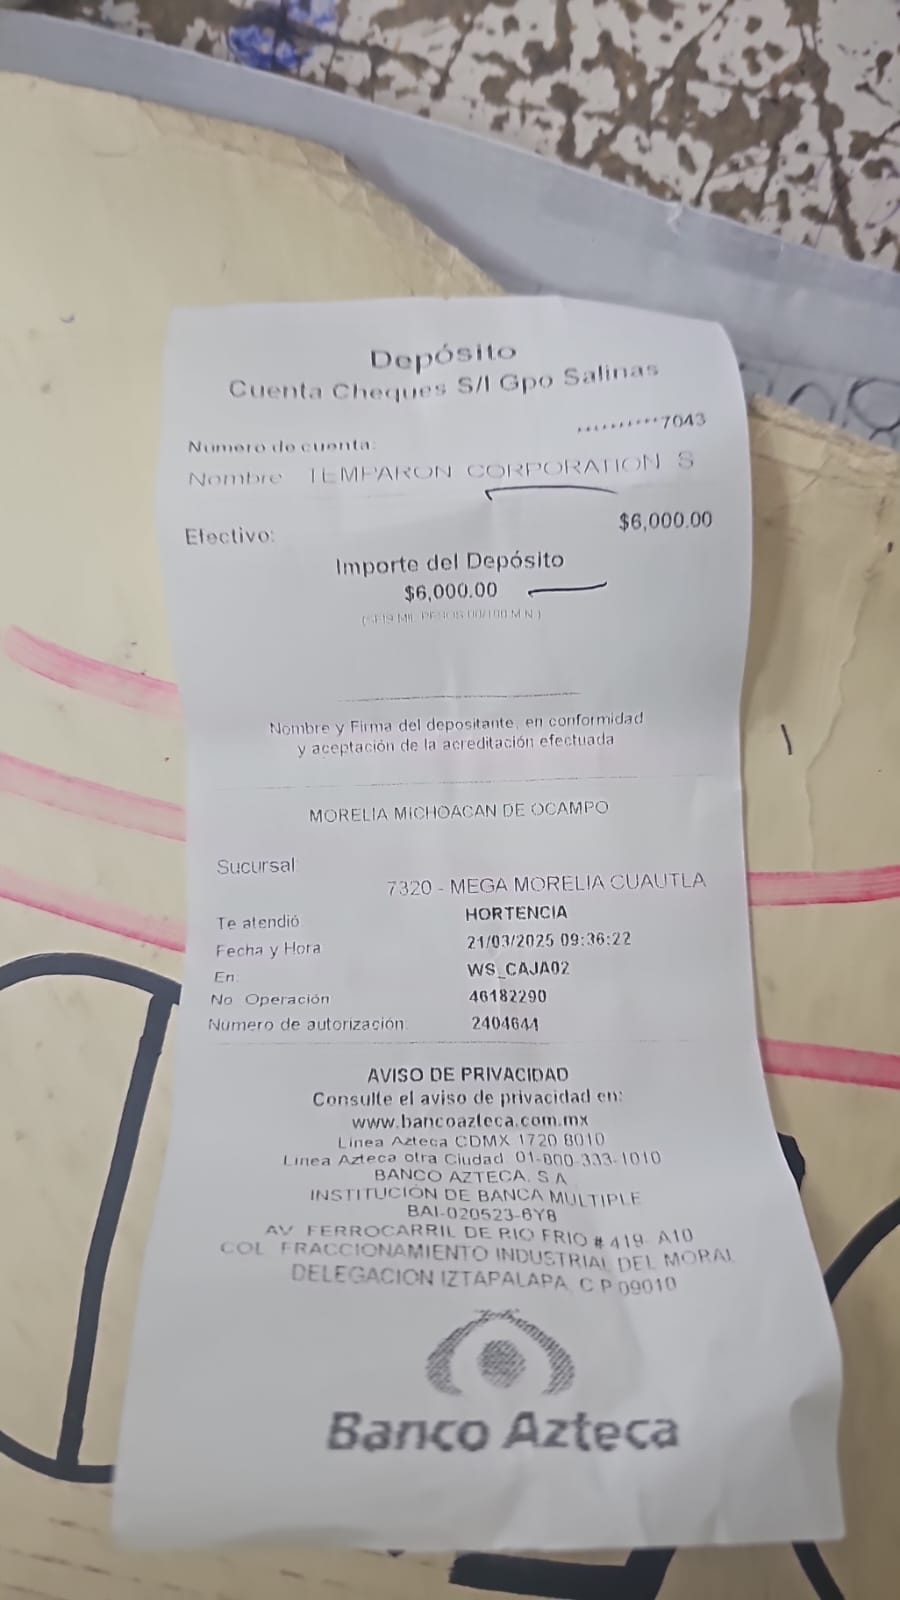 Depósito
Cuenta Cheques S/I Gpo Salinas
Numero de cuenta: **********7043
Nombre TEMPARON CORPORATION S
Efectivo: $6,000.00
Importe del Depósito
$6,000.00
(SEIS MIL PESOS 00/100 M.N.)
Nombre y Firma del depositante, en conformidad
y aceptación de la acreditación efectuada
MORELIA MICHOACAN DE OCAMPO
Sucursal
7320 - MEGA MORELIA CUAUTLA
Te atendió HORTENCIA
Fecha y Hora 21/03/2025 09:36:22
En: WS_CAJA02
No Operación 46182290
Numero de autorización: 2404644
AVISO DE PRIVACIDAD
Consulte el aviso de privacidad en:
www.bancoazteca.com.mx
Linea Azteca CDMX 1720 8010
Linea Azteca otra Ciudad 01-800-333-1010
BANCO AZTECA, S A
INSTITUCIÓN DE BANCA MULTIPLE
BAI-020523-6Y8
AV FERROCARRIL DE RIO FRIO # 419 A10
COL FRACCIONAMIENTO INDUSTRIAL DEL MORAL
DELEGACION IZTAPALAPA, C P 09010
Banco Azteca